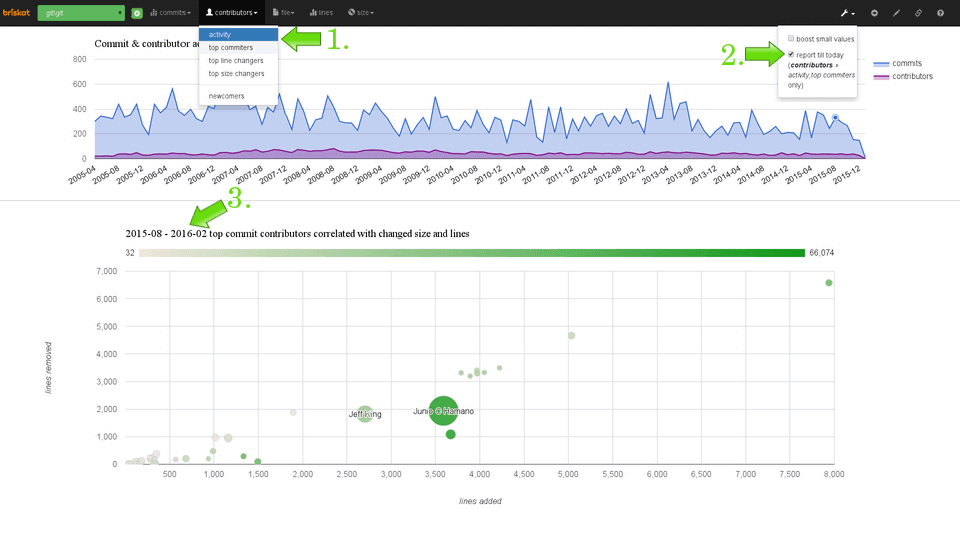 briskat git\git commits contributors file lines size
activity
top commiters
top line changers
top size changers
newcomers
1.
2.
boost small values
report till today
(contributors >
activity,top commiters
only)
Commit & contributor ac
800
600
400
200
0
commits
contributors
2005-04 2005-08 2005-12 2006-04 2006-08 2006-12 2007-04 2007-08 2007-12 2008-04 2008-08 2008-12 2009-04 2009-08 2009-12 2010-04 2010-08 2010-12 2011-04 2011-08 2011-12 2012-04 2012-08 2012-12 2013-04 2013-08 2013-12 2014-04 2014-08 2014-12 2015-04 2015-08 2015-12
3.
2015-08 - 2016-02 top commit contributors correlated with changed size and lines
32 66,074
7,000
6,000
5,000
4,000
3,000
2,000
1,000
0
lines removed
Jeff King
Junio C Hamano
500 1,000 1,500 2,000 2,500 3,000 3,500 4,000 4,500 5,000 5,500 6,000 6,500 7,000 7,500 8,000
lines added